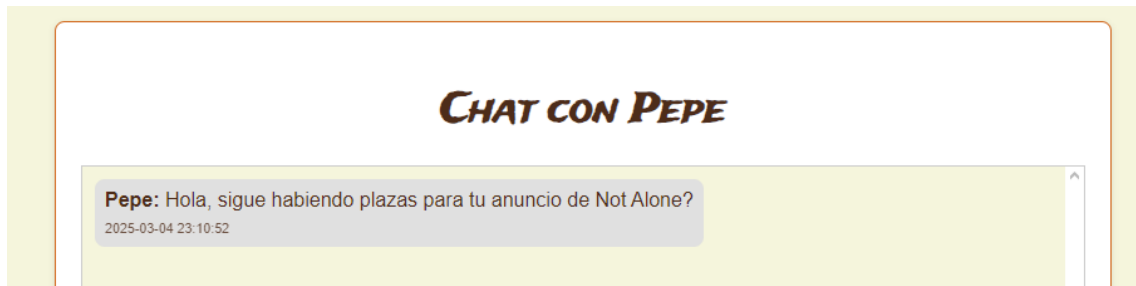 Chat con Pepe
Pepe: Hola, sigue habiendo plazas para tu anuncio de Not Alone?
2025-03-04 23:10:52